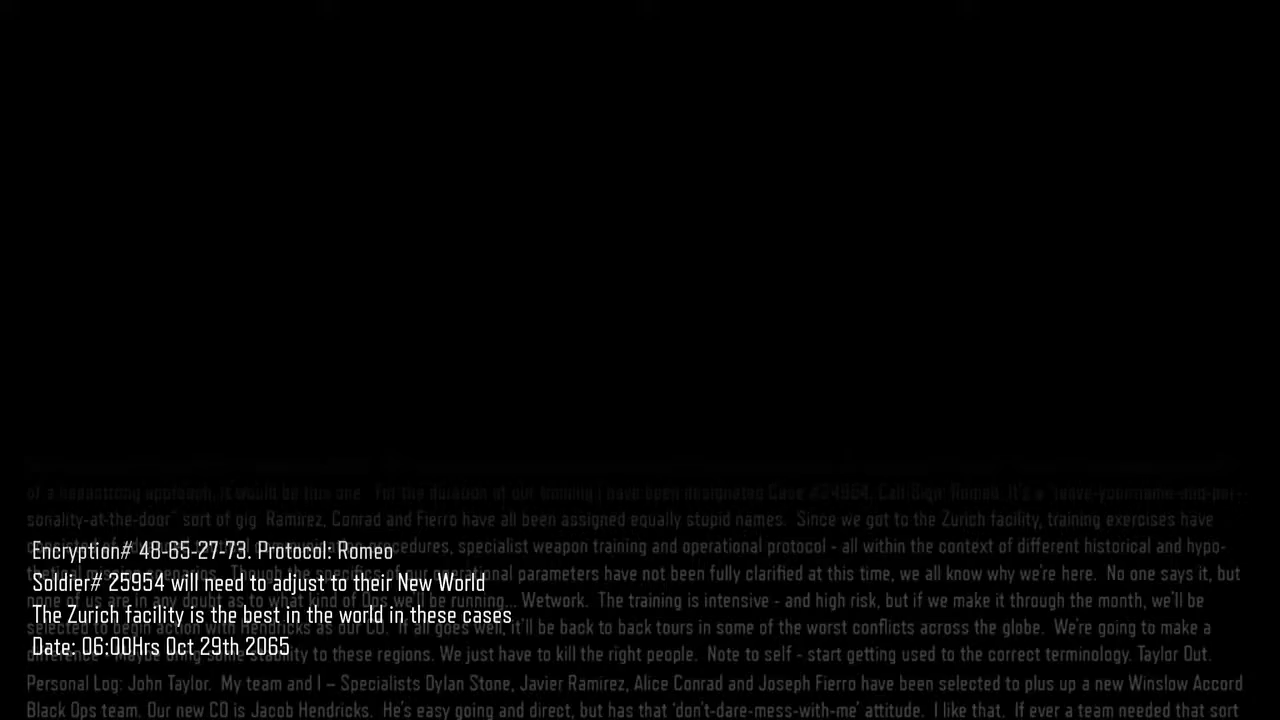 of a headstrong approach, it would be this one. For the duration of our training I have been designated Case #24954, Call Sign: Romeo. It's a "leave-your-name-and-per-
sonality-at-the-door" sort of gig. Ramirez, Conrad and Fierro have all been assigned equally stupid names. Since we got to the Zurich facility, training exercises have
Encryption# 48-65-27-73. Protocol: Romeo
procedures, specialist weapon training and operational protocol - all within the context of different historical and hypo-
Soldier# 25954 will need to adjust to their New World
operational parameters have not been fully clarified at this time, we all know why we're here. No one says it, but
none of us are in any doubt as to what kind of Ops we'll be running... Wetwork. The training is intensive - and high risk, but if we make it through the month, we'll be
The Zurich facility is the best in the world in these cases
selected to begin action with Hendricks as our CO. If all goes well, it'll be back to back tours in some of the worst conflicts across the globe. We're going to make a
Date: 06:00Hrs Oct 29th 2065
difference - maybe bring some stability to these regions. We just have to kill the right people. Note to self - start getting used to the correct terminology. Taylor Out.
Personal Log: John Taylor. My team and I – Specialists Dylan Stone, Javier Ramirez, Alice Conrad and Joseph Fierro have been selected to plus up a new Winslow Accord
Black Ops team. Our new CO is Jacob Hendricks. He's easy going and direct, but has that 'don't-dare-mess-with-me' attitude. I like that. If ever a team needed that sort